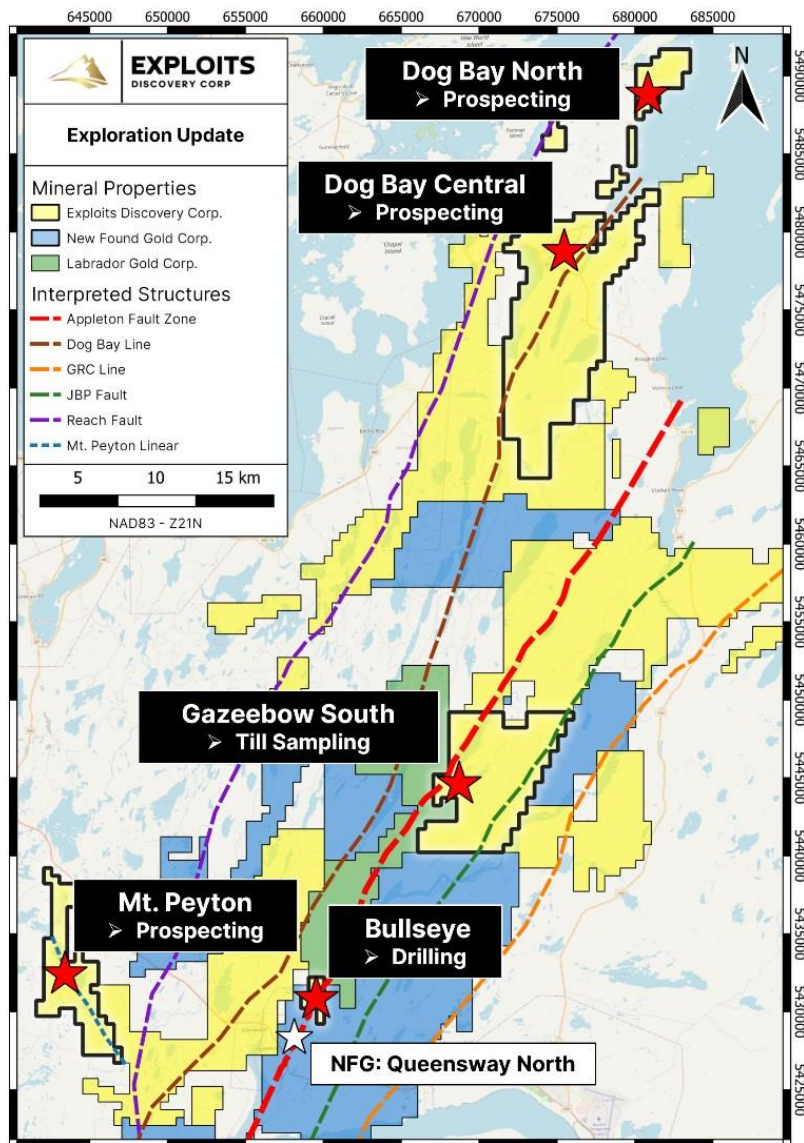 645000 650000 655000 660000 665000 670000 675000 680000 685000
EXPLOITS
DISCOVERY CORP
Exploration Update
Mineral Properties
Exploits Discovery Corp.
New Found Gold Corp.
Labrador Gold Corp.
Interpreted Structures
Appleton Fault Zone
Dog Bay Line
GRC Line
JBP Fault
Reach Fault
Mt. Peyton Linear
5 10 15 km
NAD83 - Z21N
N
Dog Bay North
➢ Prospecting
Dog Bay Central
➢ Prospecting
Gazeebow South
➢ Till Sampling
Mt. Peyton
➢ Prospecting
Bullseye
➢ Drilling
NFG: Queensway North
5490000
5485000
5480000
5475000
5470000
5465000
5460000
5455000
5450000
5445000
5440000
5435000
5430000
5425000